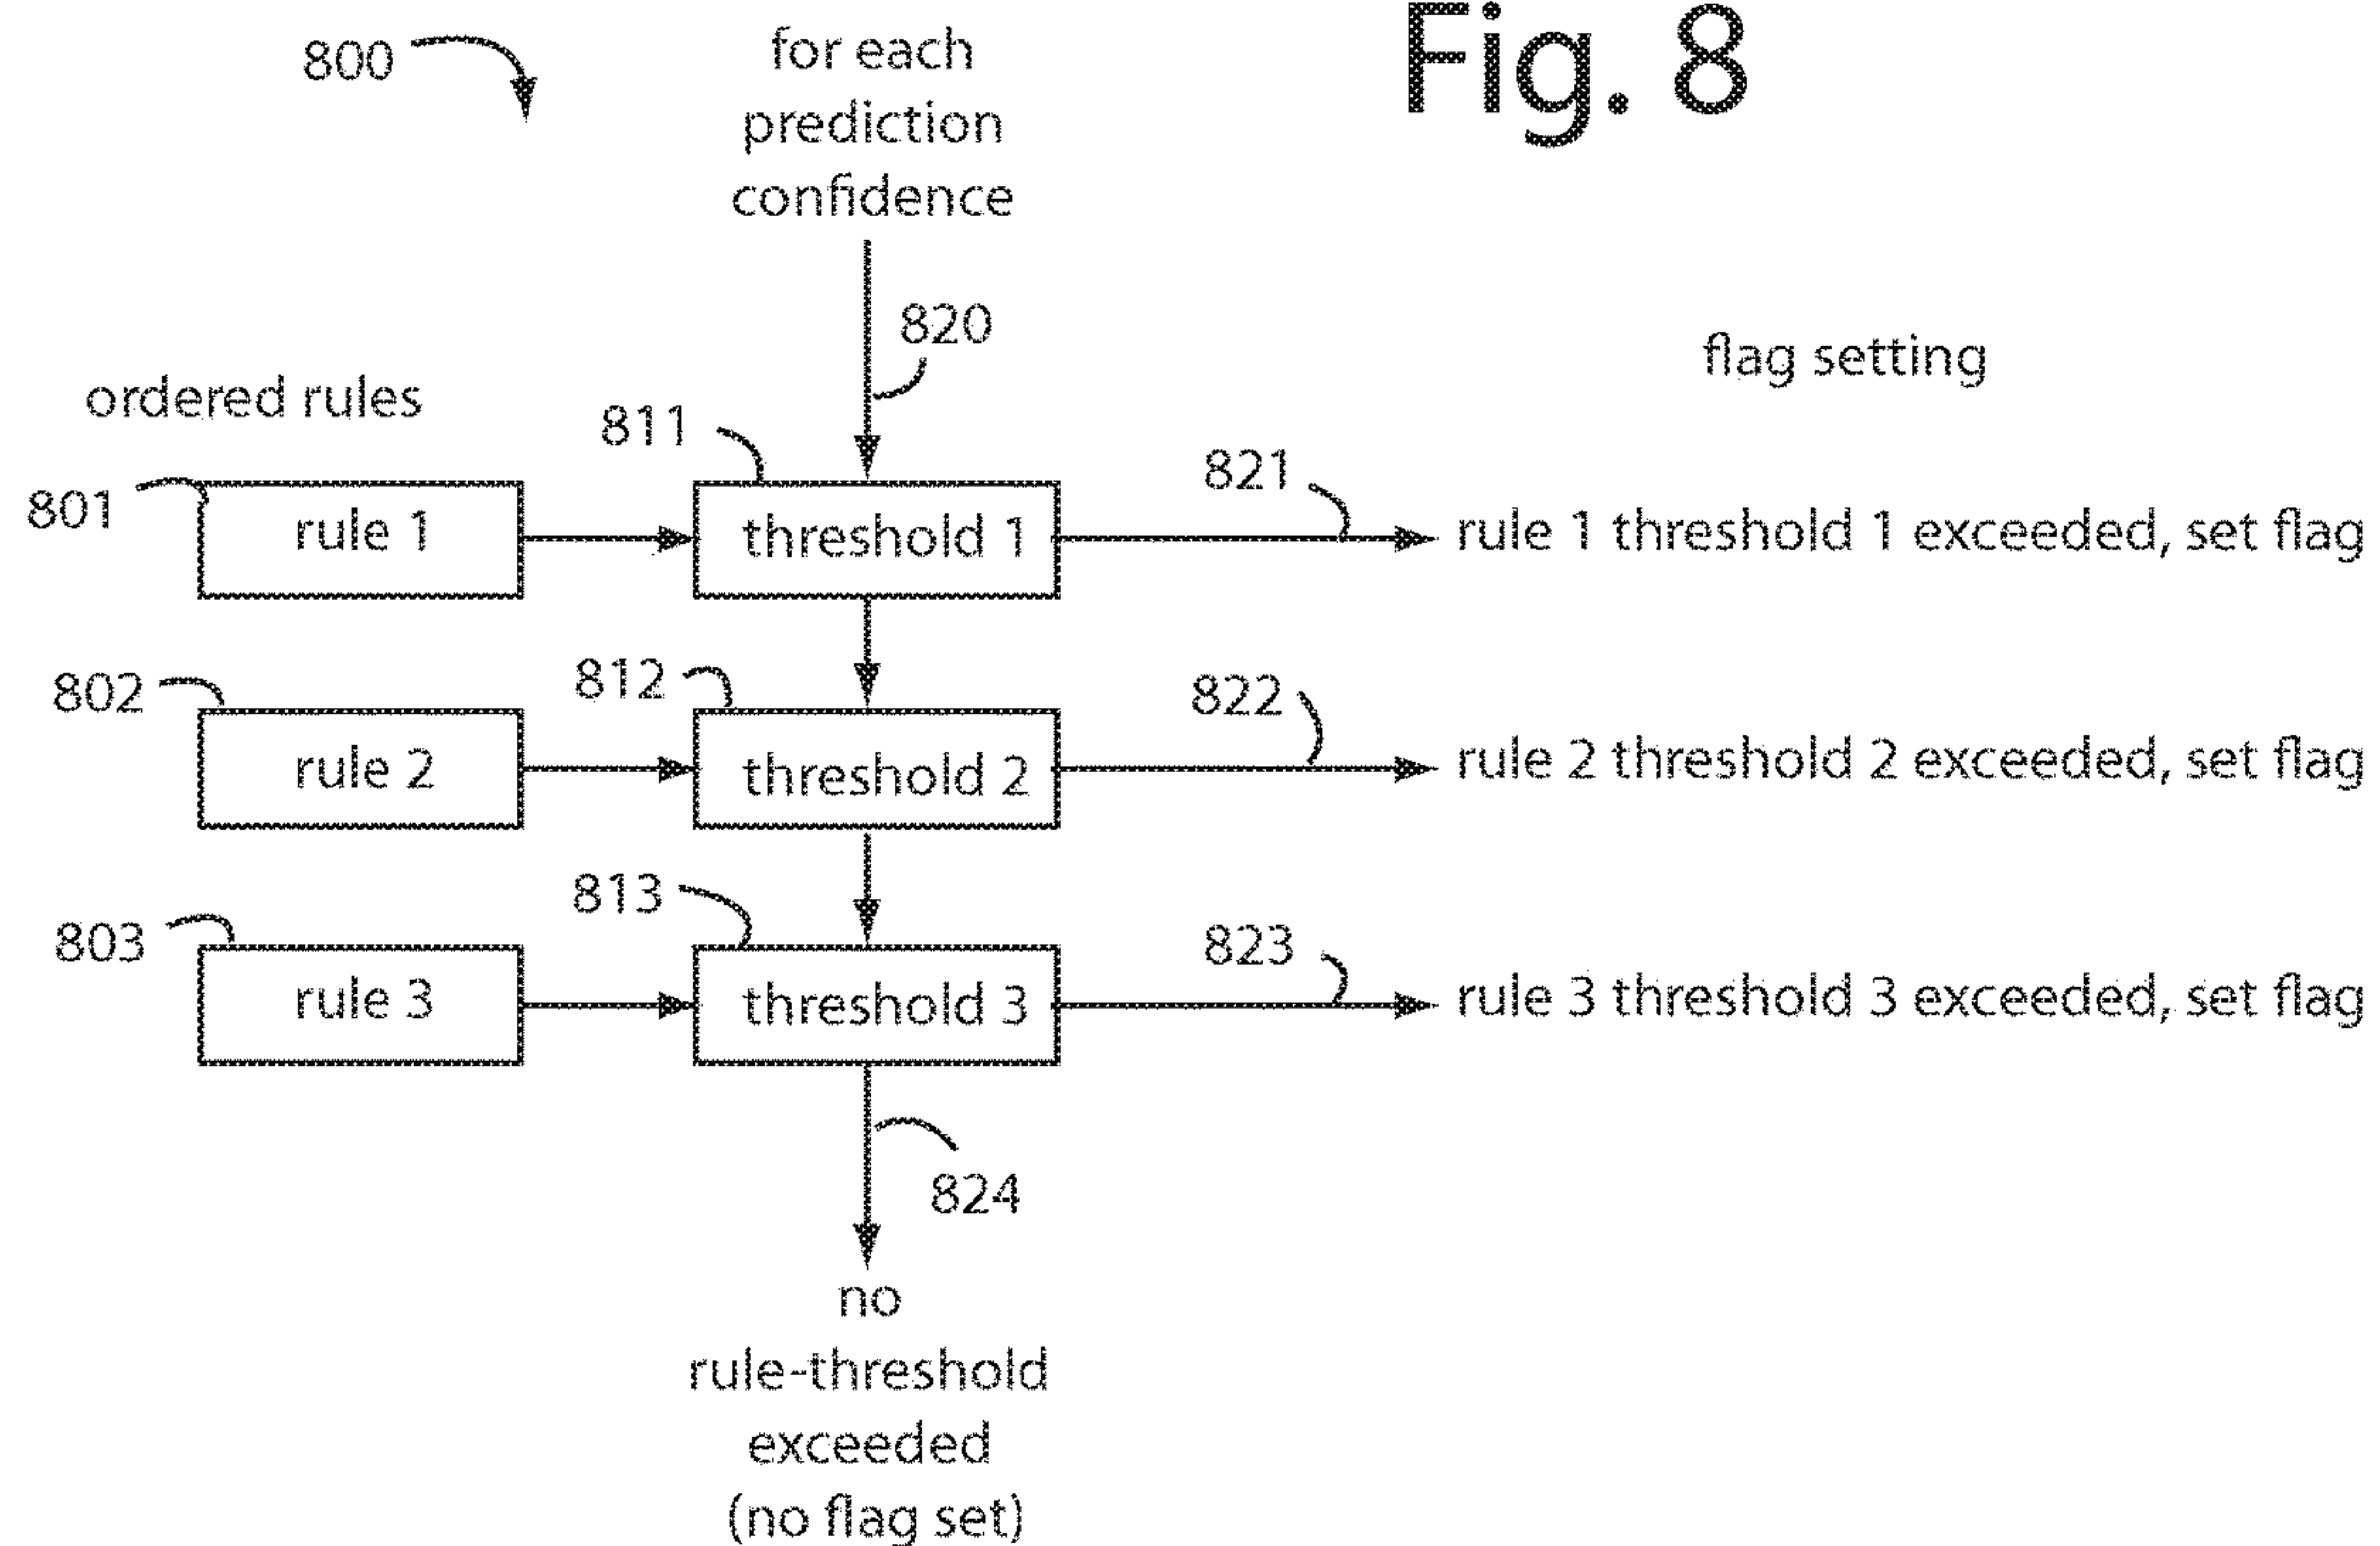 Fig. 8
800
for each
prediction
confidence
820
flag setting
ordered rules
811
821
801
rule 1
threshold 1
rule 1 threshold 1 exceeded, set flag
802
812
822
rule 2
threshold 2
rule 2 threshold 2 exceeded, set flag
803
813
823
rule 3
threshold 3
rule 3 threshold 3 exceeded, set flag
824
no
rule-threshold
exceeded
(no flag set)